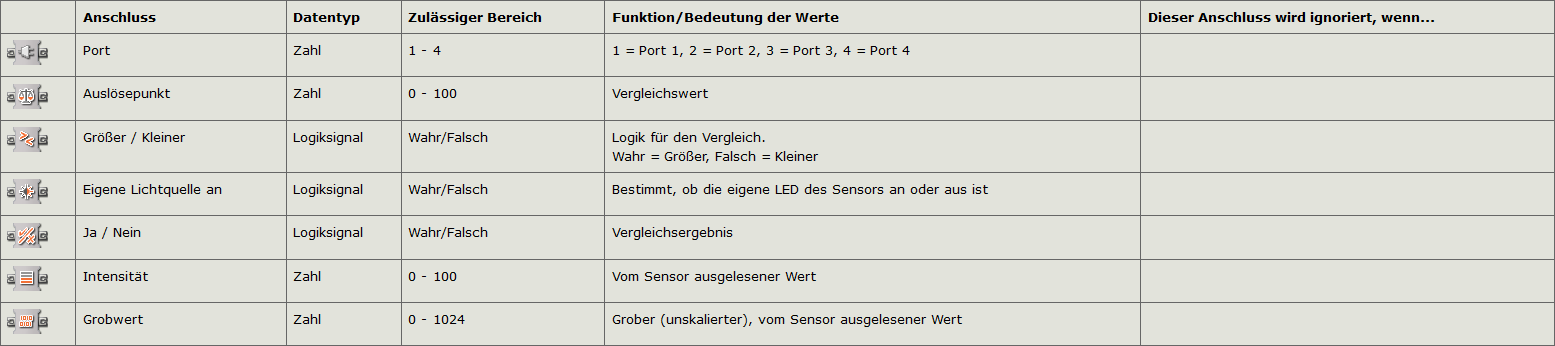 Anschluss Datentyp Zulässiger Bereich Funktion/Bedeutung der Werte Dieser Anschluss wird ignoriert, wenn...
Port Zahl 1 - 4 1 = Port 1, 2 = Port 2, 3 = Port 3, 4 = Port 4
Auslösepunkt Zahl 0 - 100 Vergleichswert
Größer / Kleiner Logiksignal Wahr/Falsch Logik für den Vergleich.
Wahr = Größer, Falsch = Kleiner
Eigene Lichtquelle an Logiksignal Wahr/Falsch Bestimmt, ob die eigene LED des Sensors an oder aus ist
Ja / Nein Logiksignal Wahr/Falsch Vergleichsergebnis
Intensität Zahl 0 - 100 Vom Sensor ausgelesener Wert
Grobwert Zahl 0 - 1024 Grober (unskalierter), vom Sensor ausgelesener Wert